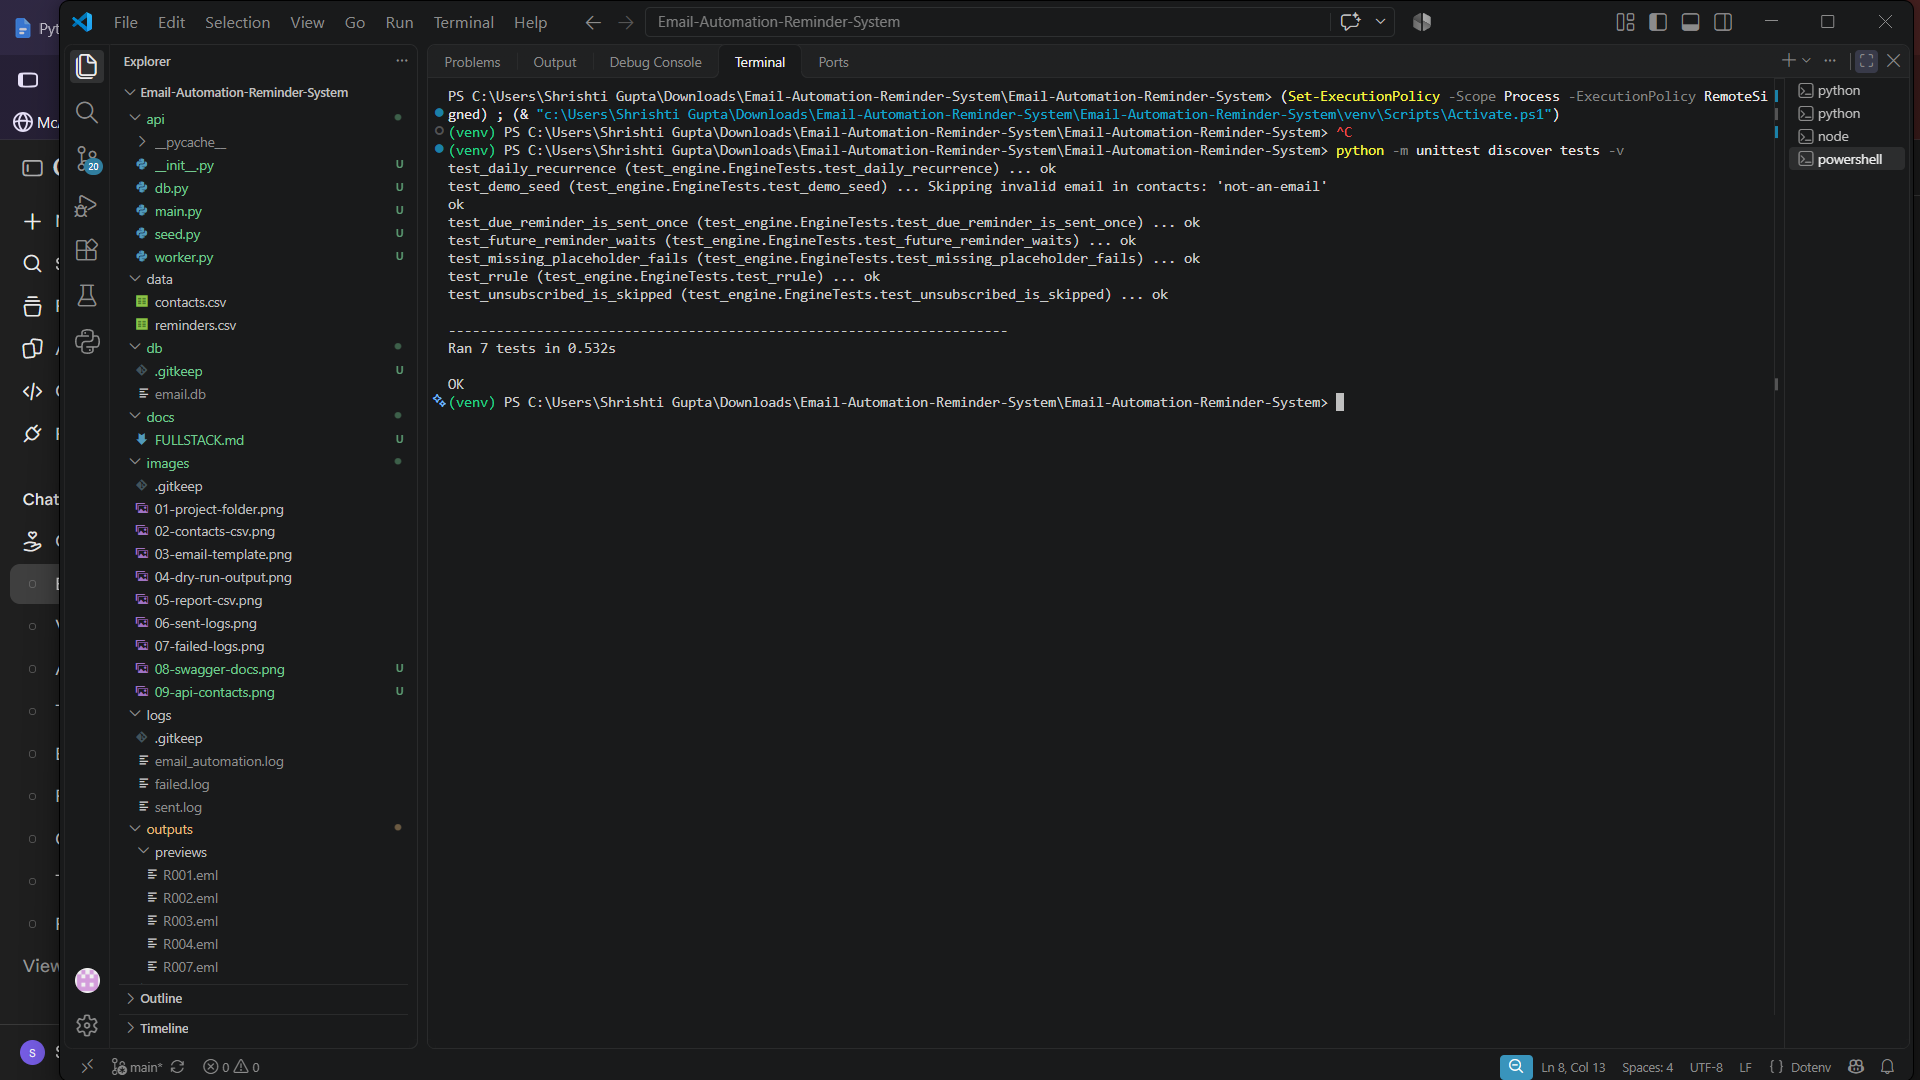 File Edit Selection View Go Run Terminal Help
Email-Automation-Reminder-System
Explorer
Email-Automation-Reminder-System
api
__pycache__
__init__.py U
db.py U
main.py U
seed.py U
worker.py U
data
contacts.csv
reminders.csv
db
.gitkeep U
email.db
docs
FULLSTACK.md U
images
.gitkeep
01-project-folder.png
02-contacts-csv.png
03-email-template.png
04-dry-run-output.png
05-report-csv.png
06-sent-logs.png
07-failed-logs.png
08-swagger-docs.png U
09-api-contacts.png U
logs
.gitkeep
email_automation.log
failed.log
sent.log
outputs
previews
R001.eml
R002.eml
R003.eml
R004.eml
R007.eml
Outline
Timeline
20
Problems Output Debug Console Terminal Ports
PS C:\Users\Shrishti Gupta\Downloads\Email-Automation-Reminder-System\Email-Automation-Reminder-System> (Set-ExecutionPolicy -Scope Process -ExecutionPolicy RemoteSi
gned) ; (& "c:\Users\Shrishti Gupta\Downloads\Email-Automation-Reminder-System\Email-Automation-Reminder-System\venv\Scripts\Activate.ps1")
(venv) PS C:\Users\Shrishti Gupta\Downloads\Email-Automation-Reminder-System\Email-Automation-Reminder-System> ^C
(venv) PS C:\Users\Shrishti Gupta\Downloads\Email-Automation-Reminder-System\Email-Automation-Reminder-System> python -m unittest discover tests -v
test_daily_recurrence (test_engine.EngineTests.test_daily_recurrence) ... ok
test_demo_seed (test_engine.EngineTests.test_demo_seed) ... Skipping invalid email in contacts: 'not-an-email'
ok
test_due_reminder_is_sent_once (test_engine.EngineTests.test_due_reminder_is_sent_once) ... ok
test_future_reminder_waits (test_engine.EngineTests.test_future_reminder_waits) ... ok
test_missing_placeholder_fails (test_engine.EngineTests.test_missing_placeholder_fails) ... ok
test_rrule (test_engine.EngineTests.test_rrule) ... ok
test_unsubscribed_is_skipped (test_engine.EngineTests.test_unsubscribed_is_skipped) ... ok
----------------------------------------------------------------------
Ran 7 tests in 0.532s
OK
(venv) PS C:\Users\Shrishti Gupta\Downloads\Email-Automation-Reminder-System\Email-Automation-Reminder-System>
python
python
node
powershell
Chat
View
S
main* 0 0
Ln 8, Col 13 Spaces: 4 UTF-8 LF { } Dotenv